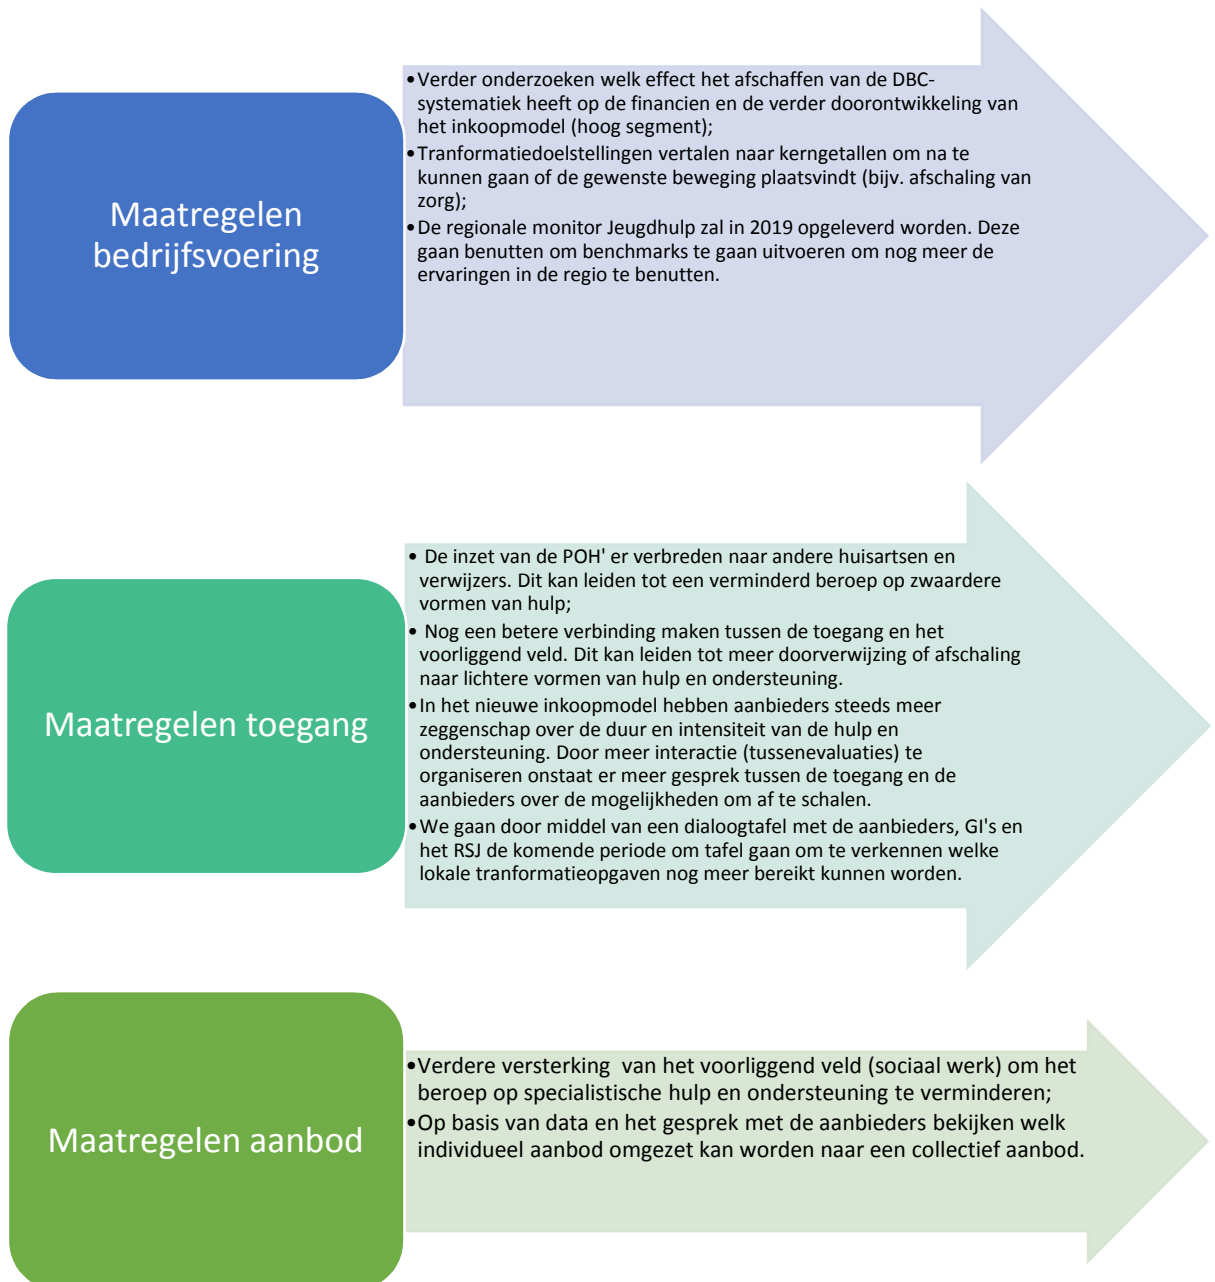 Maatregelen
bedrijfsvoering
•Verder onderzoeken welk effect het afschaffen van de DBC-
systematiek heeft op de financien en de verder doorontwikkeling van
het inkoopmodel (hoog segment);
•Tranformatiedoelstellingen vertalen naar kerngetallen om na te
kunnen gaan of de gewenste beweging plaatsvindt (bijv. afschaling van
zorg);
•De regionale monitor Jeugdhulp zal in 2019 opgeleverd worden. Deze
gaan benutten om benchmarks te gaan uitvoeren om nog meer de
ervaringen in de regio te benutten.
Maatregelen toegang
• De inzet van de POH' er verbreden naar andere huisartsen en
verwijzers. Dit kan leiden tot een verminderd beroep op zwaardere
vormen van hulp;
• Nog een betere verbinding maken tussen de toegang en het
voorliggend veld. Dit kan leiden tot meer doorverwijzing of afschaling
naar lichtere vormen van hulp en ondersteuning.
•In het nieuwe inkoopmodel hebben aanbieders steeds meer
zeggenschap over de duur en intensiteit van de hulp en
ondersteuning. Door meer interactie (tussenevaluaties) te
organiseren onstaat er meer gesprek tussen de toegang en de
aanbieders over de mogelijkheden om af te schalen.
•We gaan door middel van een dialoogtafel met de aanbieders, GI's en
het RSJ de komende periode om tafel gaan om te verkennen welke
lokale tranformatieopgaven nog meer bereikt kunnen worden.
Maatregelen aanbod
•Verdere versterking  van het voorliggend veld (sociaal werk) om het
beroep op specialistische hulp en ondersteuning te verminderen;
•Op basis van data en het gesprek met de aanbieders bekijken welk
individueel aanbod omgezet kan worden naar een collectief aanbod.